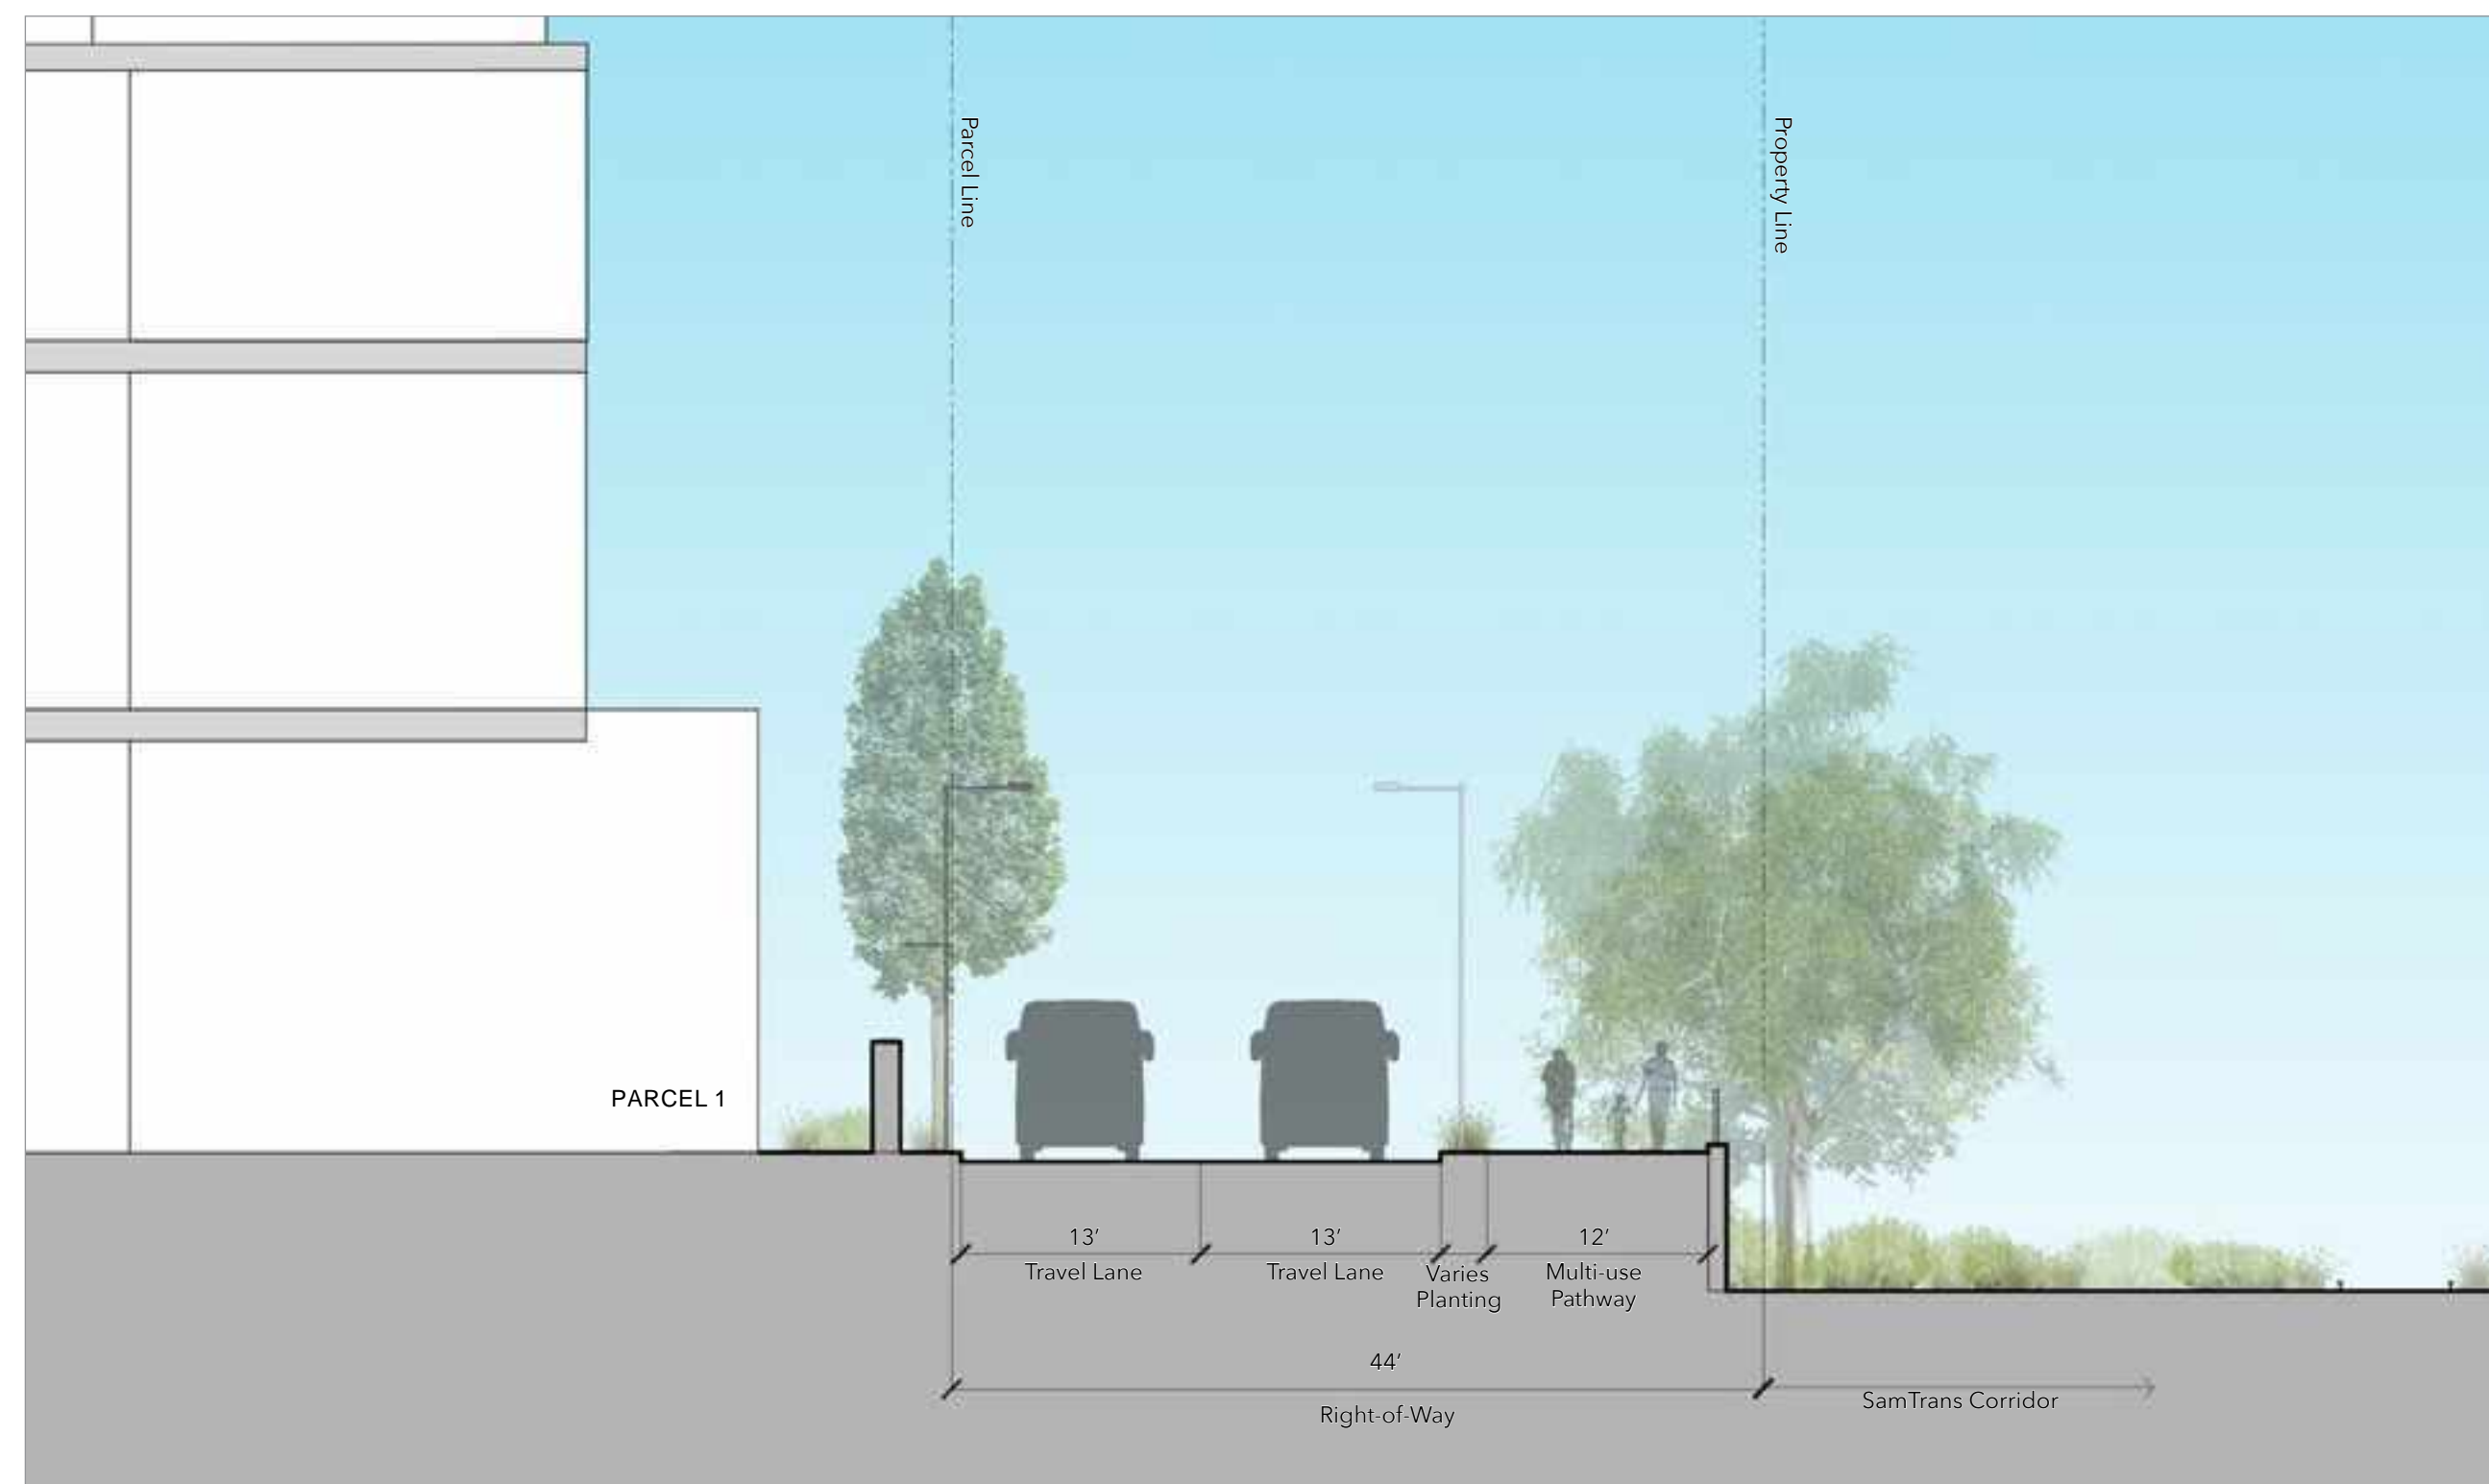 Parcel Line
Property Line
PARCEL 1
13’
13’
12’
Travel Lane
Travel Lane
Varies
Planting
Multi-use
Pathway
44’
Right-of-Way
SamTrans Corridor